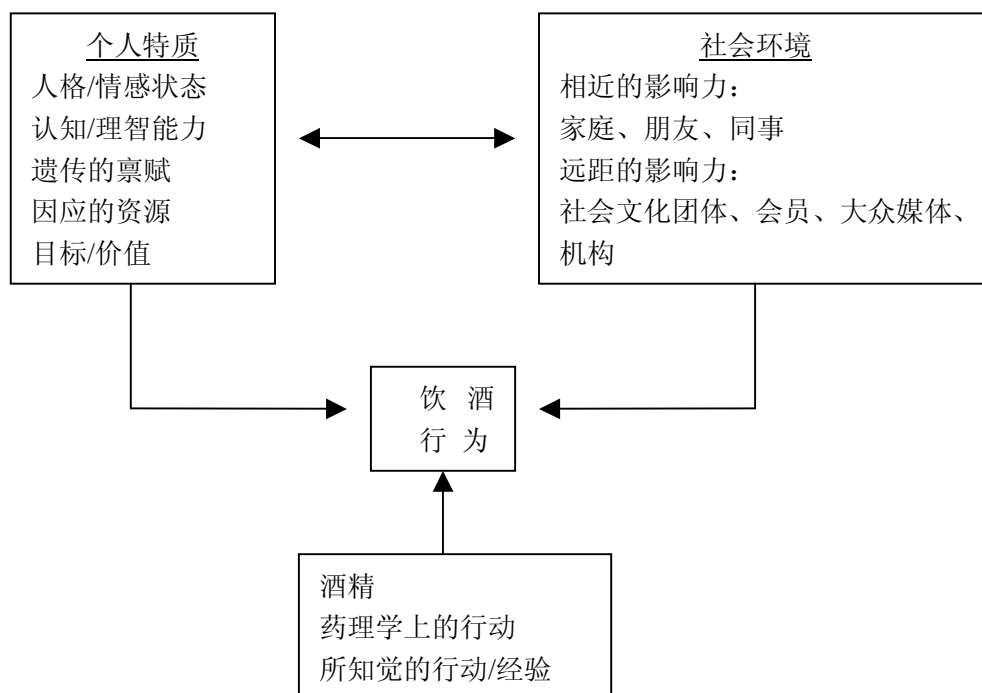 个人特质
人格/情感状态
认知/理智能力
遗传的禀赋
因应的资源
目标/价值
社会环境
相近的影响力：
家庭、朋友、同事
远距的影响力：
社会文化团体、会员、大众媒体、
机构
饮 酒
行 为
酒精
药理学上的行动
所知觉的行动/经验